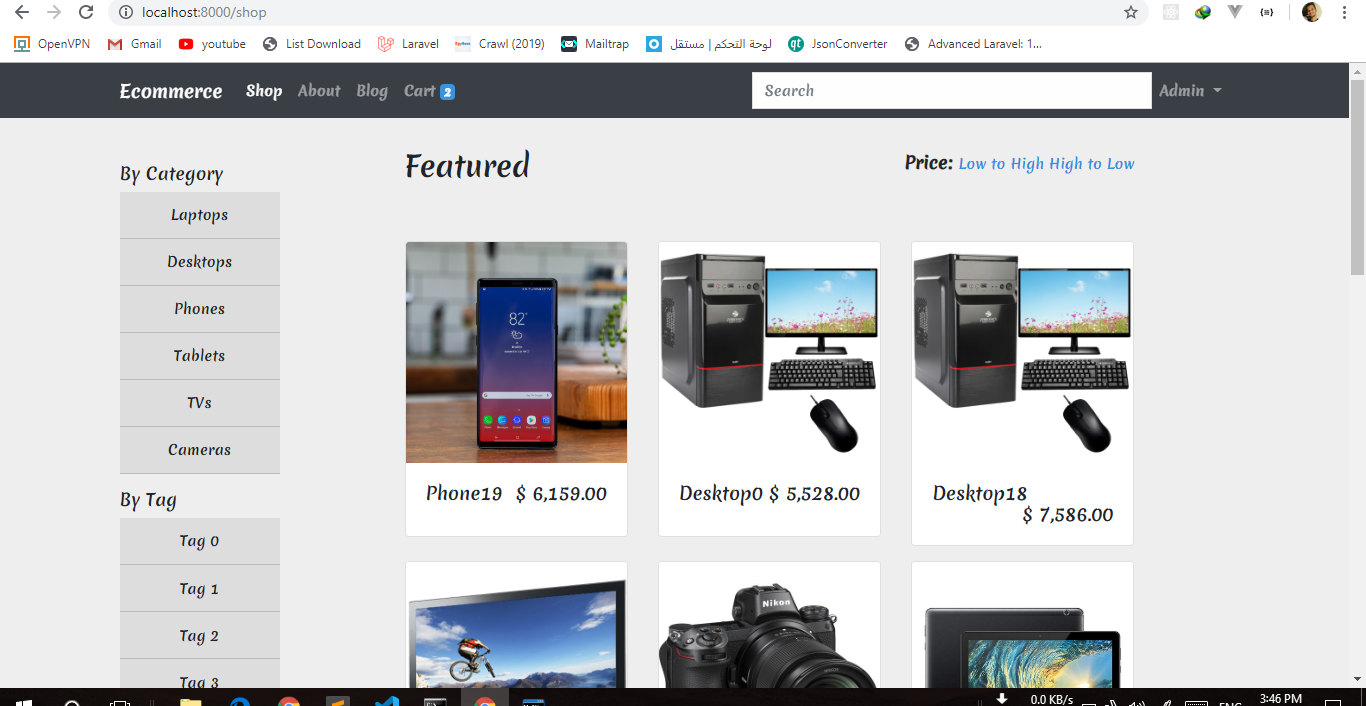 localhost:8000/shop
OpenVPN Gmail youtube List Download Laravel Crawl (2019) Mailtrap لوحة التحكم | مستقل JsonConverter Advanced Laravel: 1...
Ecommerce Shop About Blog Cart 2 Search Admin
By Category
Laptops
Desktops
Phones
Tablets
TVs
Cameras
By Tag
Tag 0
Tag 1
Tag 2
Tag 3
Featured
Price: Low to High High to Low
82°
Phone19 $ 6,159.00
Desktop0 $ 5,528.00
Desktop18
$ 7,586.00
Nikon
0.0 KB/s
ENG
3:46 PM